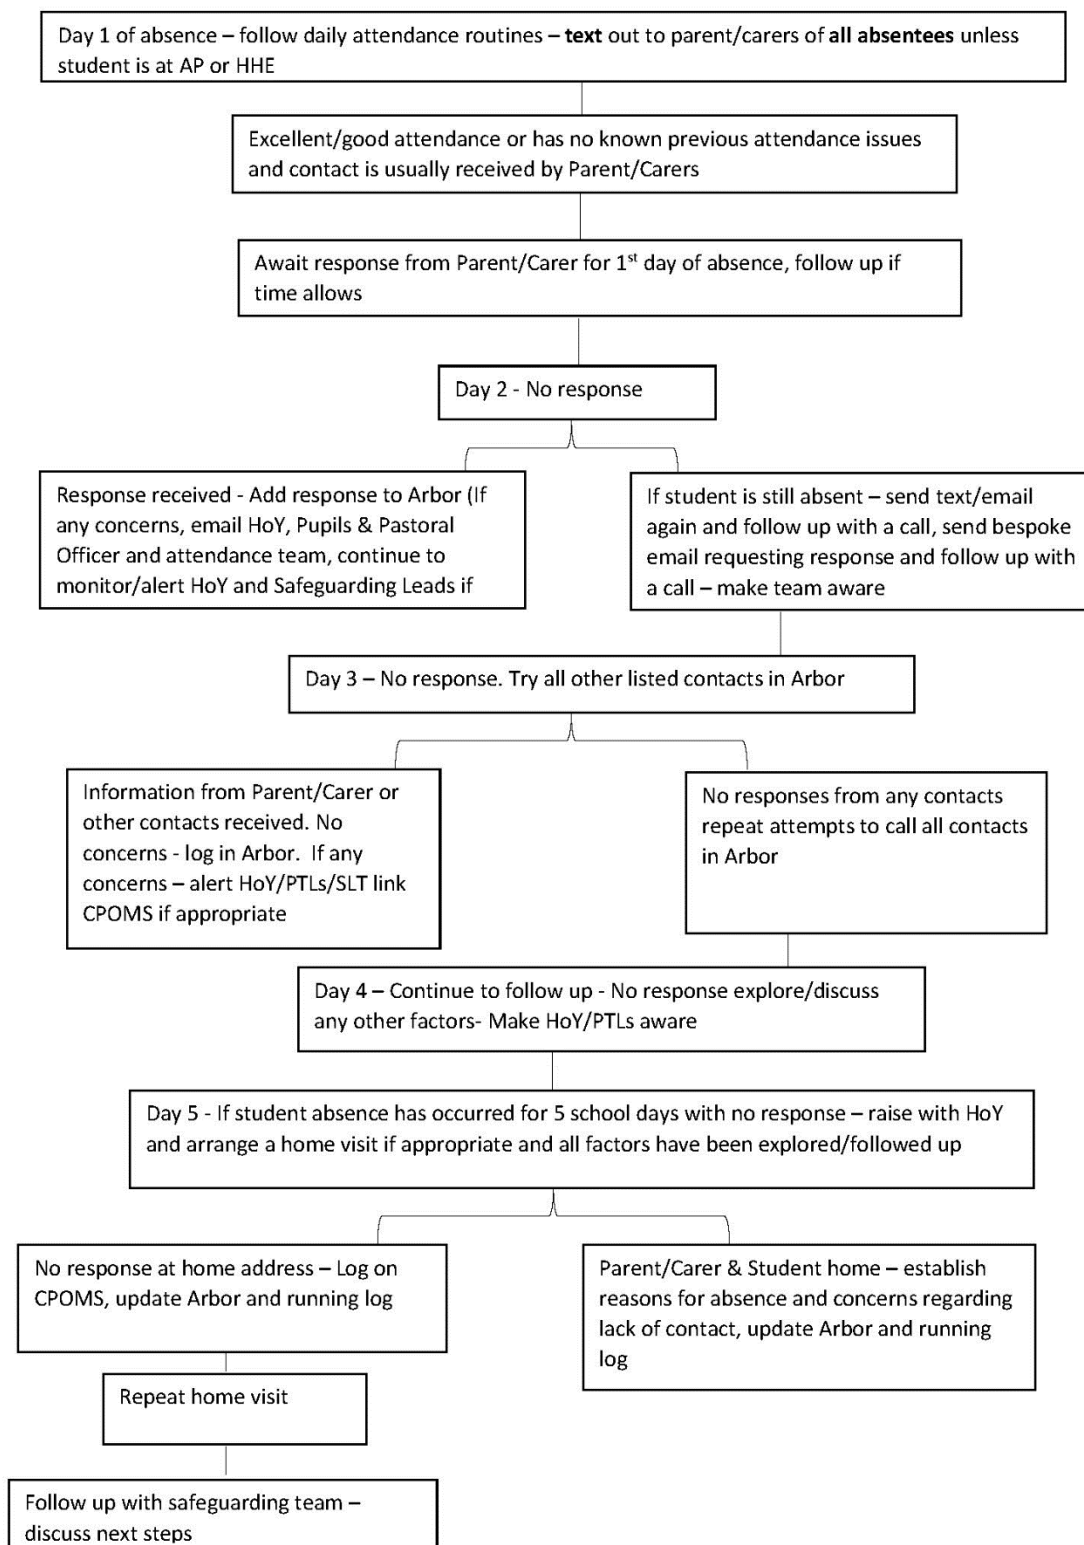 Day 1 of absence – follow daily attendance routines – text out to parent/carers of all absentees unless
student is at AP or HHE
Excellent/good attendance or has no known previous attendance issues
and contact is usually received by Parent/Carers
Await response from Parent/Carer for 1st day of absence, follow up if
time allows
Day 2 - No response
Response received - Add response to Arbor (If
any concerns, email HoY, Pupils & Pastoral
Officer and attendance team, continue to
monitor/alert HoY and Safeguarding Leads if
If student is still absent – send text/email
again and follow up with a call, send bespoke
email requesting response and follow up with
a call – make team aware
Day 3 – No response. Try all other listed contacts in Arbor
Information from Parent/Carer or
other contacts received. No
concerns - log in Arbor.  If any
concerns – alert HoY/PTLs/SLT link
CPOMS if appropriate
No responses from any contacts
repeat attempts to call all contacts
in Arbor
Day 4 – Continue to follow up - No response explore/discuss
any other factors- Make HoY/PTLs aware
Day 5 - If student absence has occurred for 5 school days with no response – raise with HoY
and arrange a home visit if appropriate and all factors have been explored/followed up
No response at home address – Log on
CPOMS, update Arbor and running log
Parent/Carer & Student home – establish
reasons for absence and concerns regarding
lack of contact, update Arbor and running
log
Repeat home visit
Follow up with safeguarding team –
discuss next steps